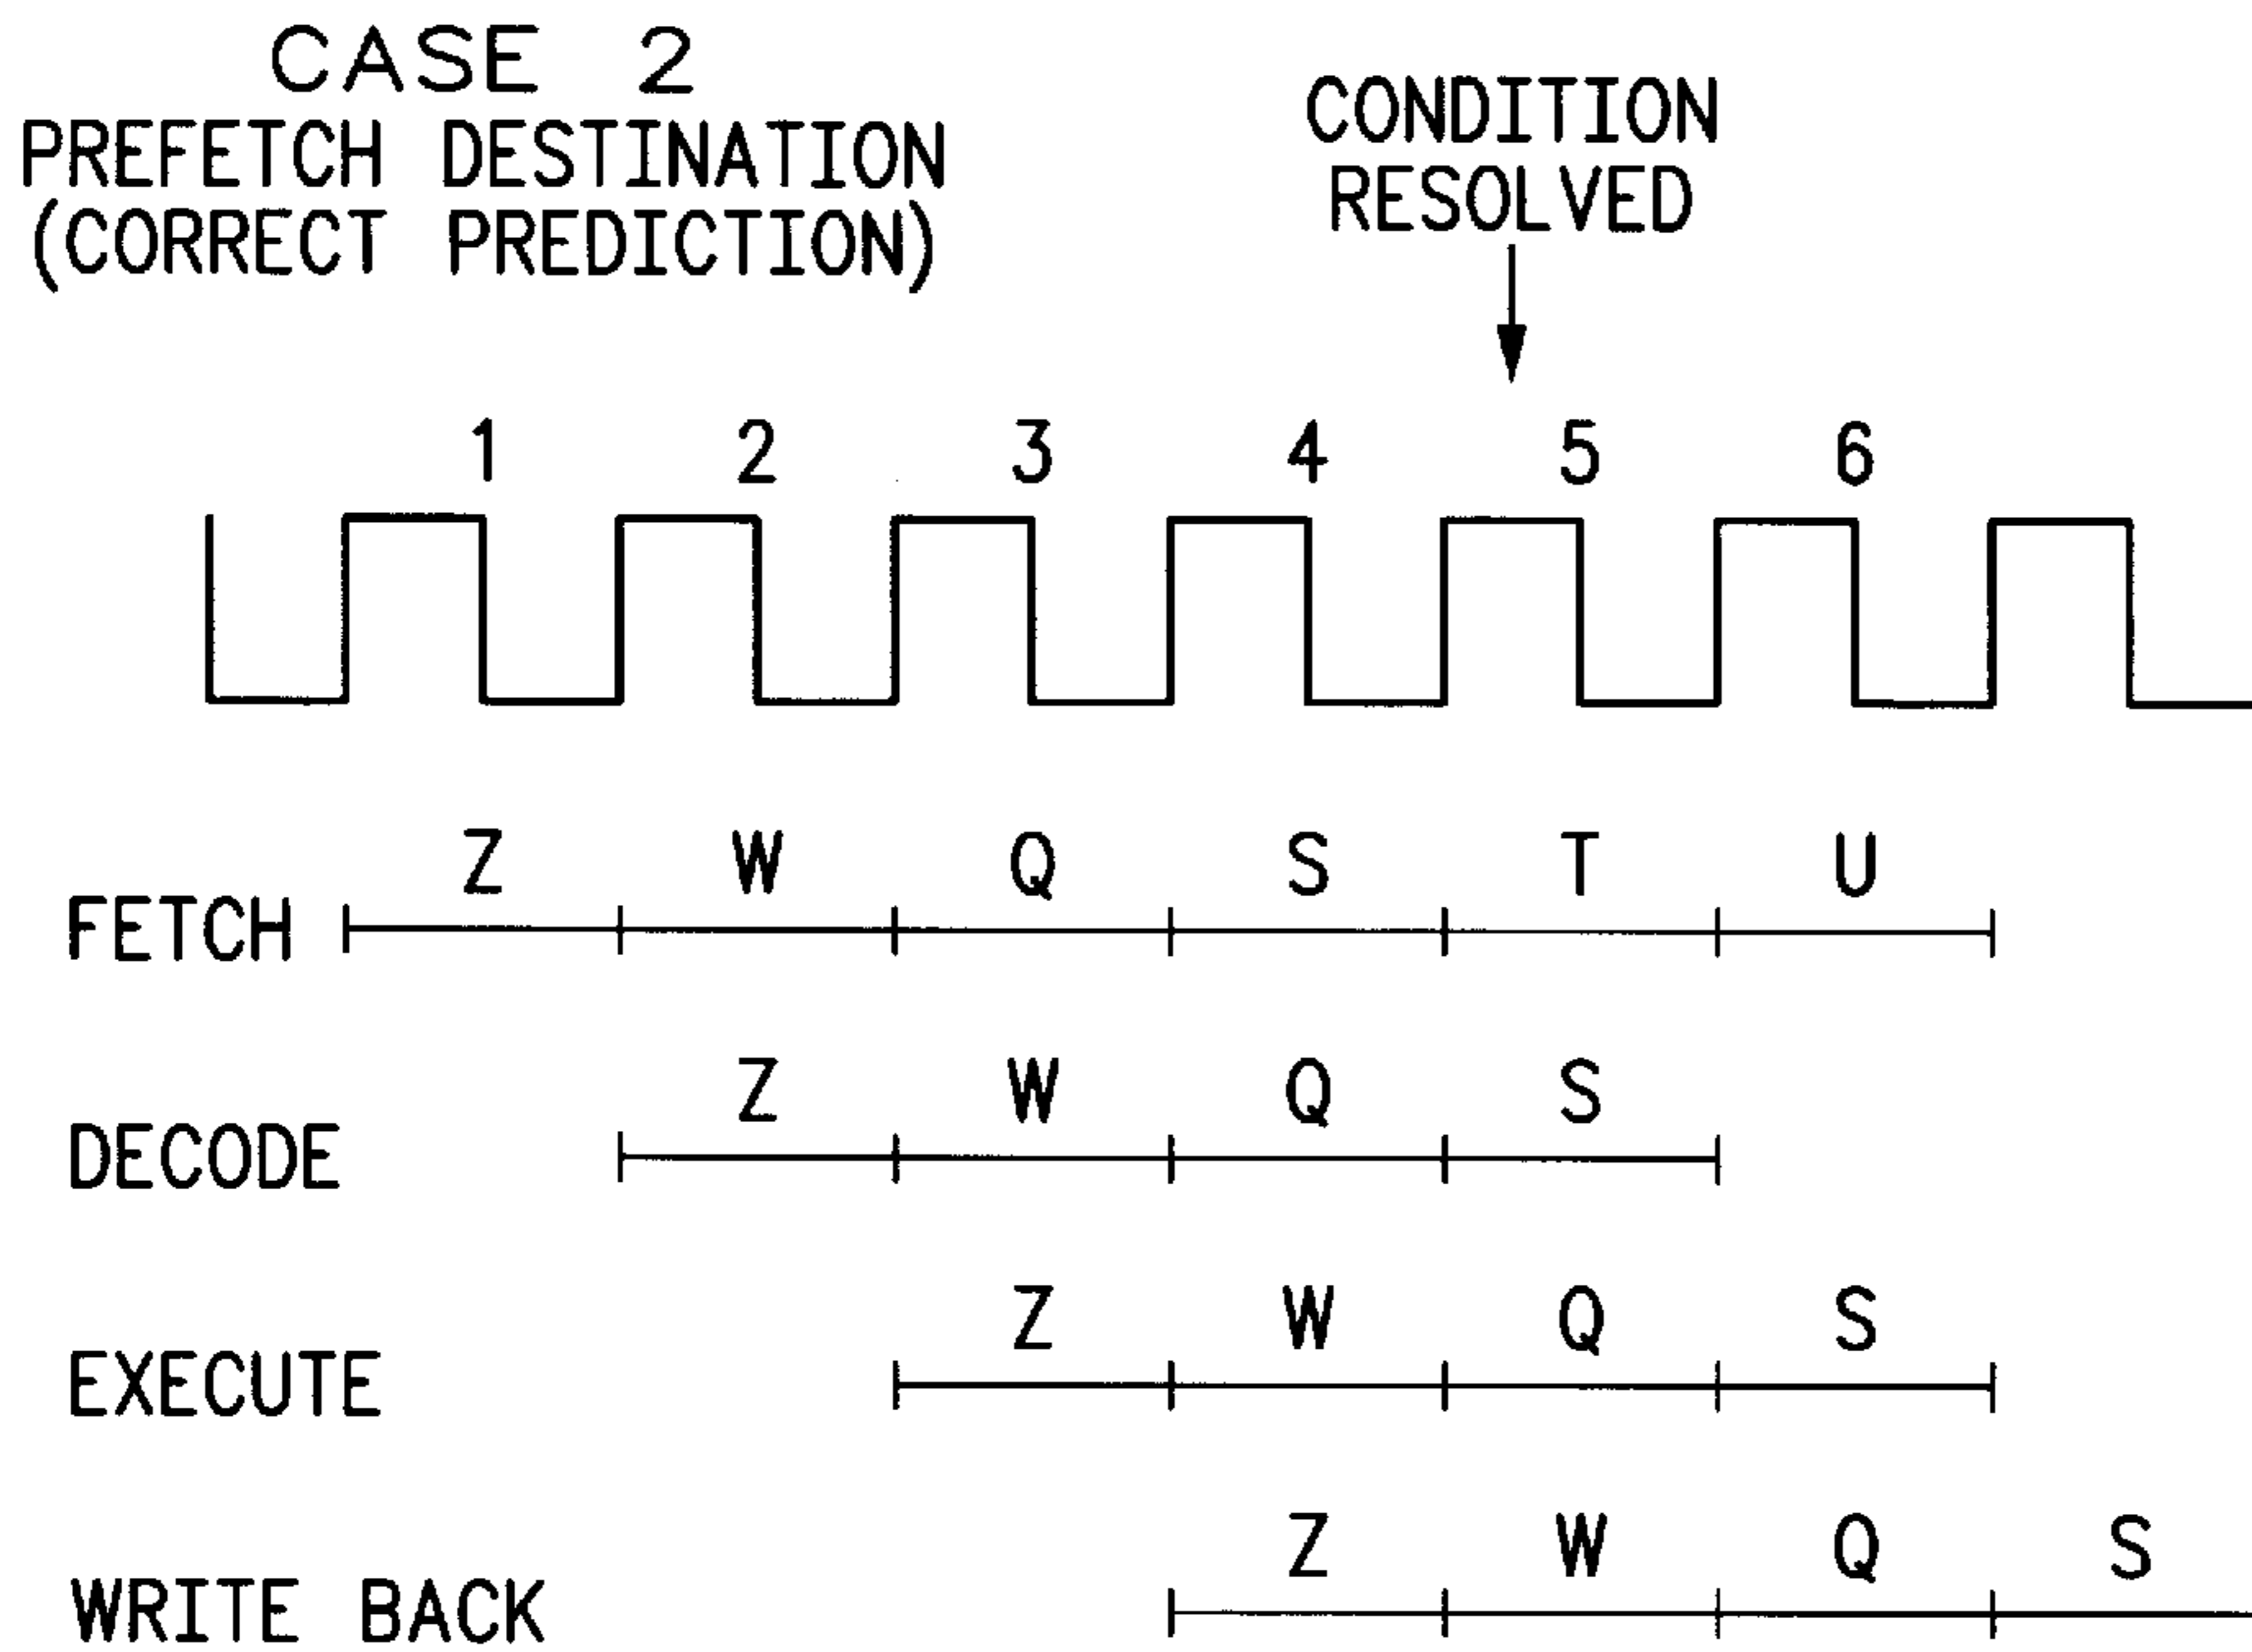 CASE 2
PREFETCH DESTINATION
(CORRECT PREDICTION)
CONDITION
RESOLVED
1 2 3 4 5 6
Z W Q S T U
FETCH
Z W Q S
DECODE
Z W Q S
EXECUTE
Z W Q S
WRITE BACK